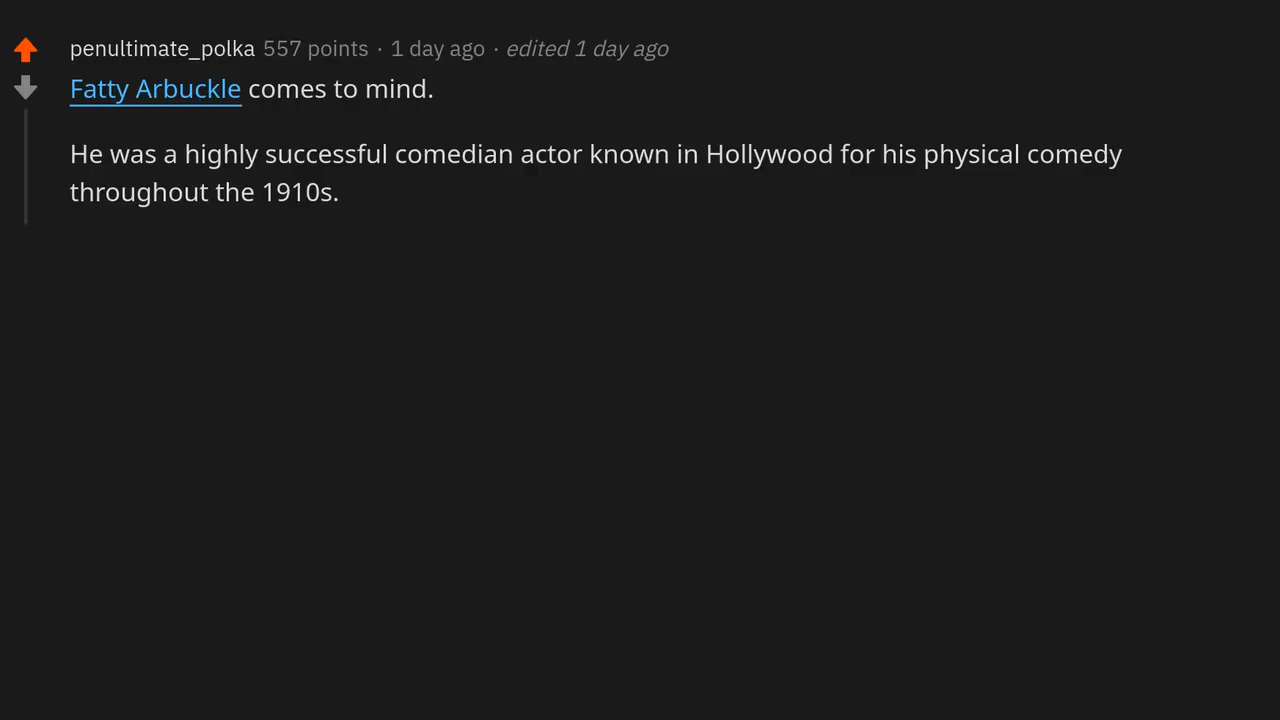 penultimate_polka 557 points · 1 day ago · edited 1 day ago
Fatty Arbuckle comes to mind.
He was a highly successful comedian actor known in Hollywood for his physical comedy
throughout the 1910s.